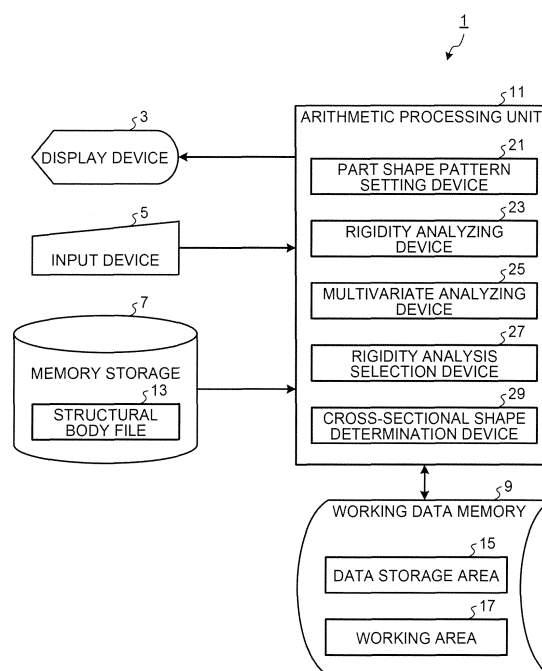 1
11
3
ARITHMETIC PROCESSING UNIT
DISPLAY DEVICE
21
PART SHAPE PATTERN
SETTING DEVICE
5
23
INPUT DEVICE
RIGIDITY ANALYZING
DEVICE
25
MULTIVARIATE ANALYZING
DEVICE
7
27
MEMORY STORAGE
RIGIDITY ANALYSIS
SELECTION DEVICE
13
STRUCTURAL
BODY FILE
29
CROSS-SECTIONAL SHAPE
DETERMINATION DEVICE
9
WORKING DATA MEMORY
15
DATA STORAGE AREA
17
WORKING AREA